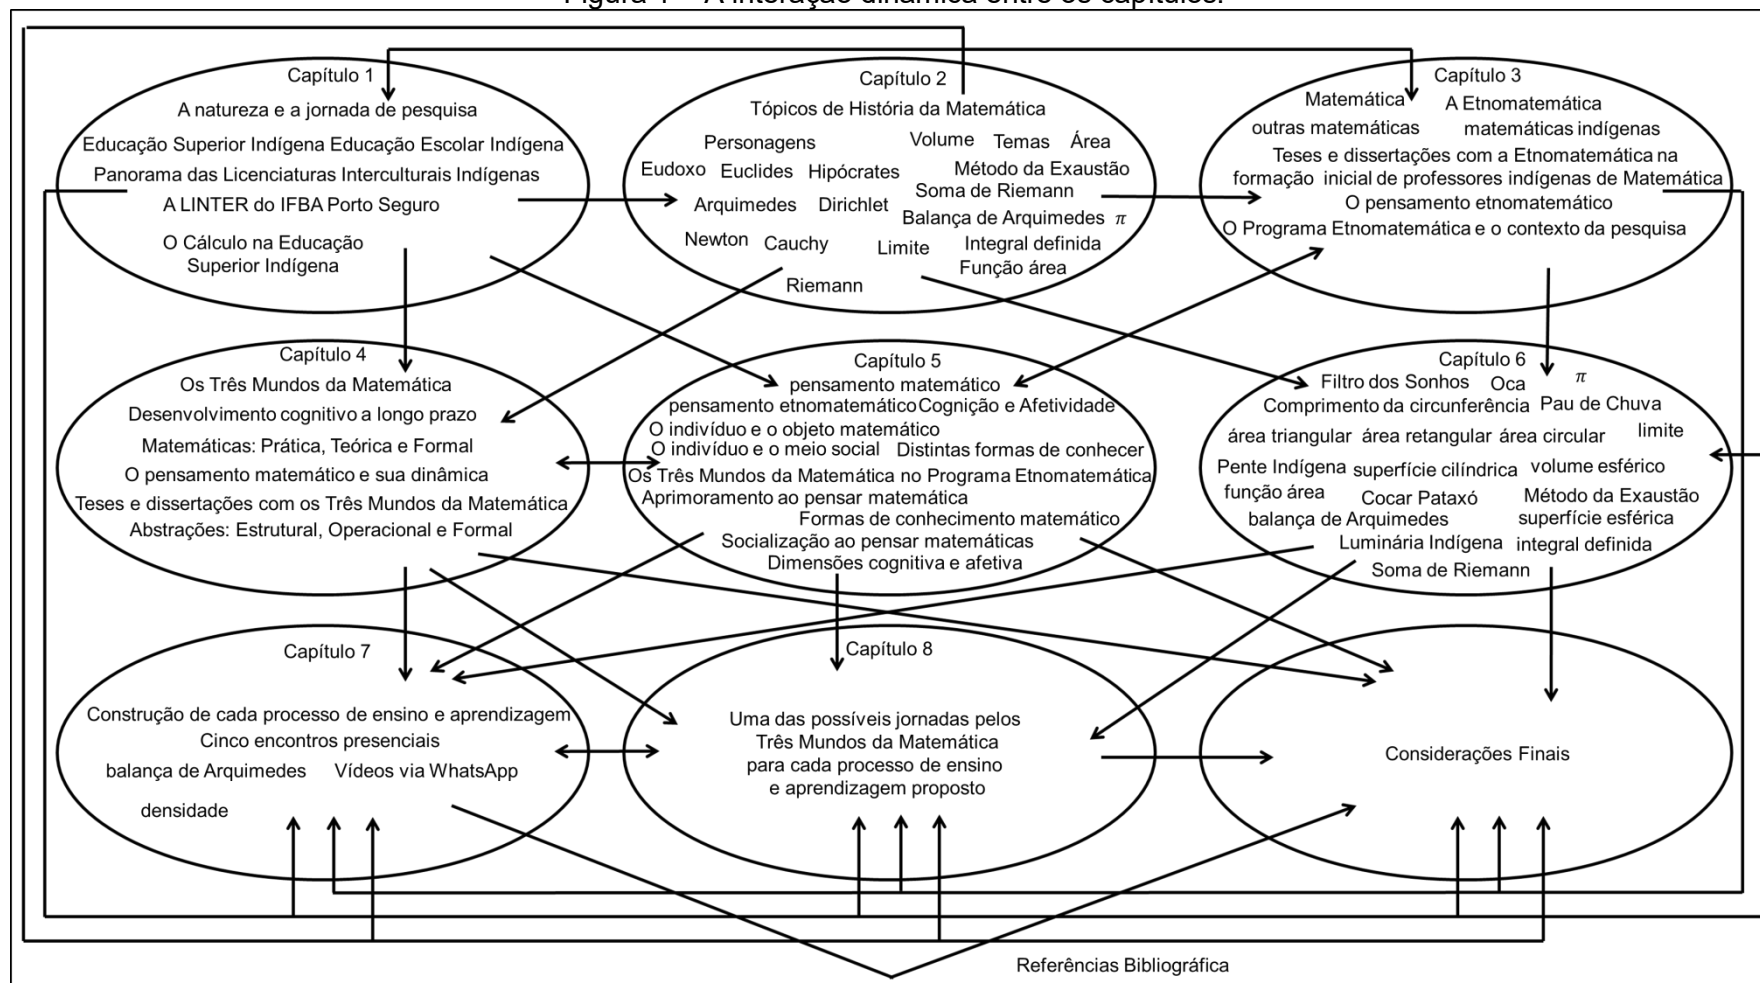 Figura 1 – A interação dinâmica entre os capítulos.
Capítulo 1
A natureza e a jornada de pesquisa
Educação Superior Indígena Educação Escolar Indígena
Panorama das Licenciaturas Interculturais Indígenas
A LINTER do IFBA Porto Seguro
O Cálculo na Educação
Superior Indígena
Capítulo 2
Tópicos de História da Matemática
Personagens
Volume Temas Área
Eudoxo Euclides Hipócrates
Método da Exaustão
Soma de Riemann
Arquimedes Dirichlet
Balança de Arquimedes π
Newton Cauchy
Limite
Integral definida
Função área
Riemann
Capítulo 3
Matemática
A Etnomatemática
outras matemáticas
matemáticas indígenas
Teses e dissertações com a Etnomatemática na
formação inicial de professores indígenas de Matemática
O pensamento etnomatemático
O Programa Etnomatemática e o contexto da pesquisa
Capítulo 4
Os Três Mundos da Matemática
Desenvolvimento cognitivo a longo prazo
Matemáticas: Prática, Teórica e Formal
O pensamento matemático e sua dinâmica
Teses e dissertações com os Três Mundos da Matemática
Abstrações: Estrutural, Operacional e Formal
Capítulo 5
pensamento matemático
pensamento etnomatemático Cognição e Afetividade
O indivíduo e o objeto matemático
O indivíduo e o meio social Distintas formas de conhecer
Os Três Mundos da Matemática no Programa Etnomatemática
Aprimoramento ao pensar matemática
Formas de conhecimento matemático
Socialização ao pensar matemáticas
Dimensões cognitiva e afetiva
Capítulo 6
Filtro dos Sonhos Oca π
Comprimento da circunferência Pau de Chuva
área triangular área retangular área circular limite
Pente Indígena superfície cilíndrica volume esférico
função área Cocar Pataxó Método da Exaustão
balança de Arquimedes superfície esférica
Luminária Indígena integral definida
Soma de Riemann
Capítulo 7
Construção de cada processo de ensino e aprendizagem
Cinco encontros presenciais
balança de Arquimedes Vídeos via WhatsApp
densidade
Capítulo 8
Uma das possíveis jornadas pelos
Três Mundos da Matemática
para cada processo de ensino
e aprendizagem proposto
Considerações Finais
Referências Bibliográfica